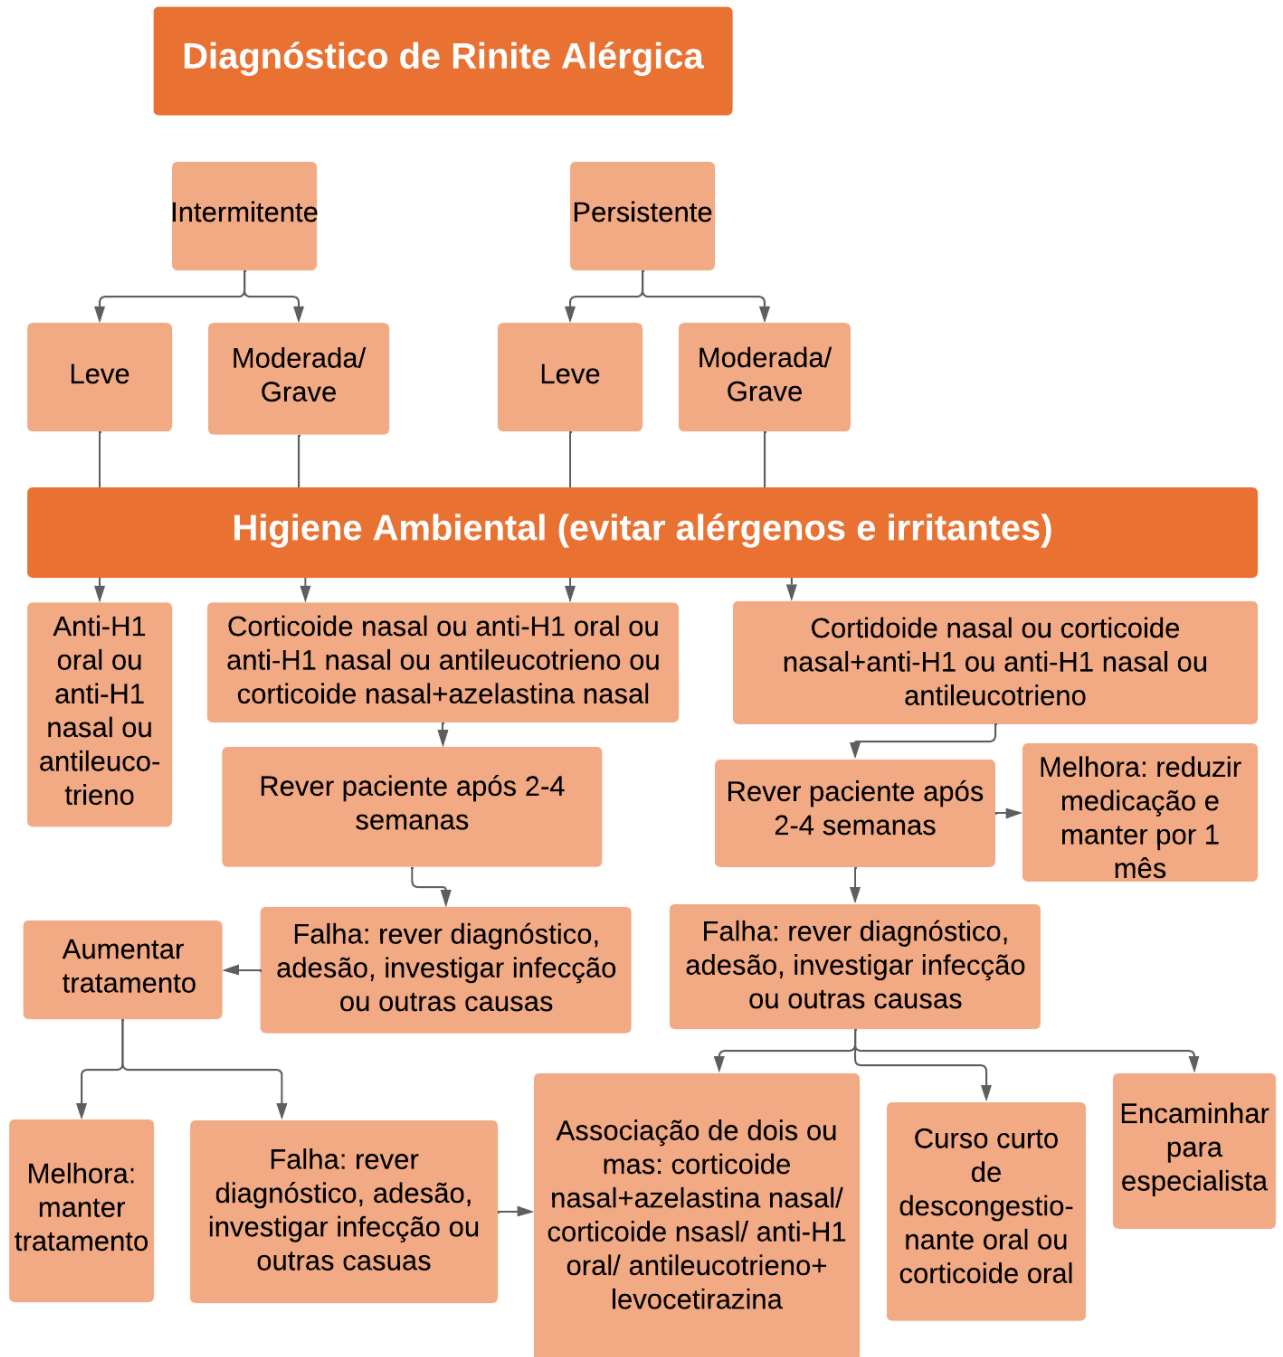 Diagnóstico de Rinite Alérgica
Intermitente
Persistente
Leve
Moderada/
Grave
Leve
Moderada/
Grave
Higiene Ambiental (evitar alérgenos e irritantes)
Anti-H1
oral ou
anti-H1
nasal ou
antileuco-
trieno
Corticoide nasal ou anti-H1 oral ou
anti-H1 nasal ou antileucotrieno ou
corticoide nasal+azelastina nasal
Cortidoide nasal ou corticoide
nasal+anti-H1 ou anti-H1 nasal ou
antileucotrieno
Rever paciente após 2-4
semanas
Rever paciente após
2-4 semanas
Melhora: reduzir
medicação e
manter por 1
mês
Falha: rever diagnóstico,
adesão, investigar infecção
ou outras causas
Aumentar
tratamento
Falha: rever diagnóstico,
adesão, investigar infecção
ou outras causas
Melhora:
manter
tratamento
Falha: rever
diagnóstico, adesão,
investigar infecção ou
outras casuas
Associação de dois ou
mas: corticoide
nasal+azelastina nasal/
corticoide nsasl/ anti-H1
oral/ antileucotrieno+
levocetirazina
Curso curto
de
descongestio-
nante oral ou
corticoide oral
Encaminhar
para
especialista